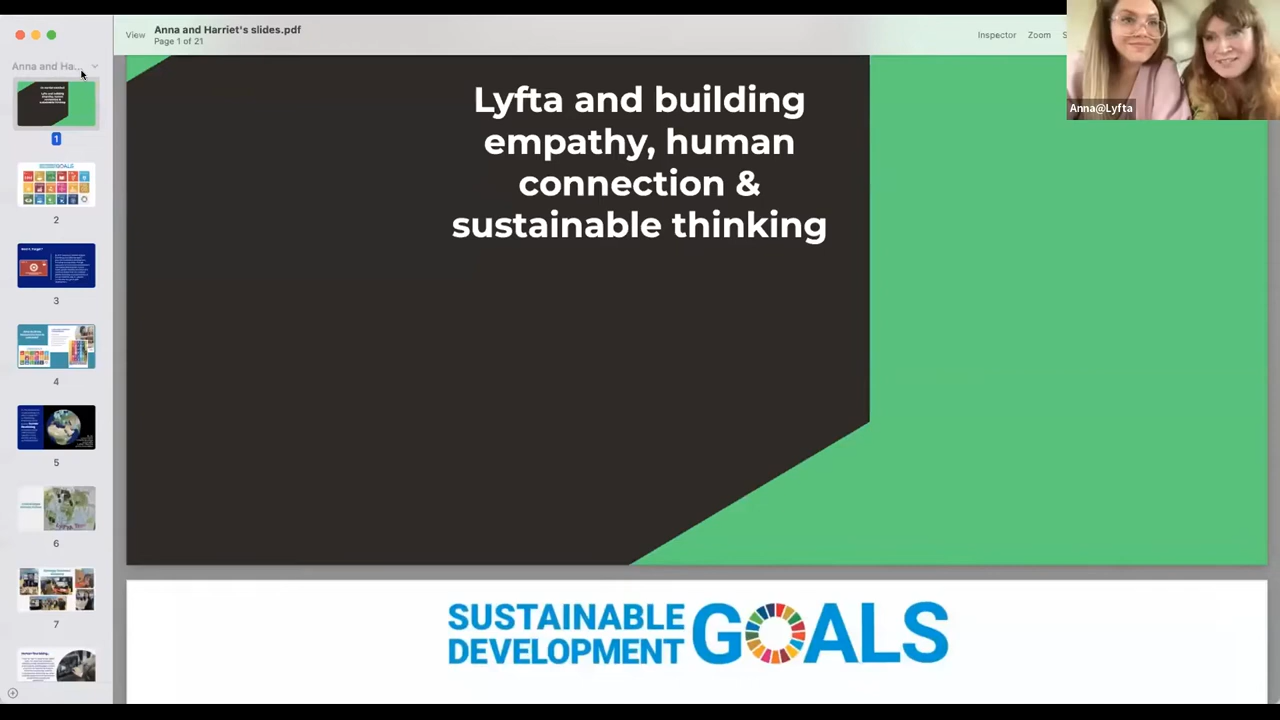 View
Anna and Harriet's slides.pdf
Page 1 of 21
Inspector
Zoom
Anna and Ha...
Anna@Lyfta
Lyfta and building
empathy, human
connection &
sustainable thinking
1
2
3
4
5
6
7
SUSTAINABLE
DEVELOPMENT
GOALS